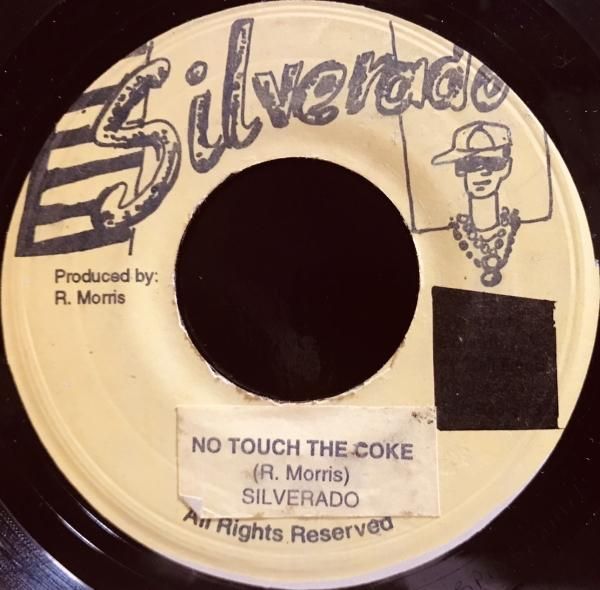 Silverado
Produced by:
R. Morris
NO TOUCH THE COKE
(R. Morris)
SILVERADO
All Rights Reserved